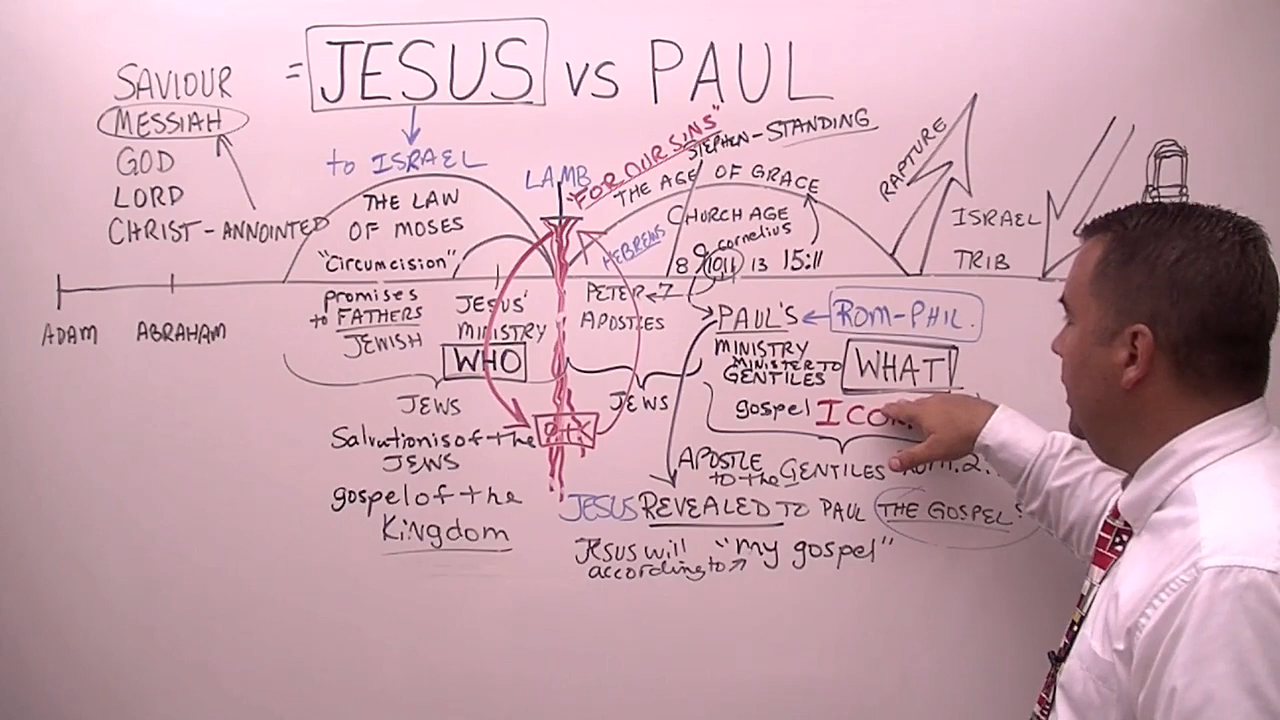 = JESUS vs PAUL
SAVIOUR
MESSIAH
GOD
LORD
CHRIST - ANNOINTED
to ISRAEL
THE LAW
OF MOSES
"Circumcision"
LAMB
"FOR OUR SINS"
STEPHEN - STANDING
THE AGE OF GRACE
CHURCH AGE
cornelius
HEBREWS
8 9 10 11 13 15:11
RAPTURE
ISRAEL
TRIB
ADAM
ABRAHAM
promises
to FATHERS
JEWISH
JESUS'
MINISTRY
WHO
PETER 7
APOSTLES
PAUL'S
ROM-PHIL.
MINISTRY
MINISTER TO
GENTILES
WHAT
gospel I COR.
JEWS
Salvation is of the
JEWS
gospel of the
Kingdom
JEWS
APOSTLE
to the GENTILES
JESUS REVEALED TO PAUL THE GOSPEL
JESUS will "my gospel"
according to